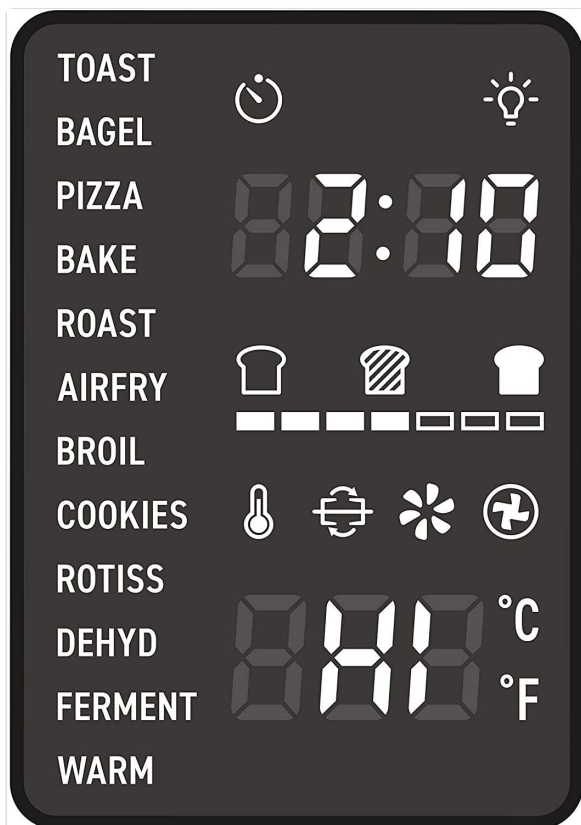 TOAST
BAGEL
PIZZA
BAKE
ROAST
AIRFRY
BROIL
COOKIES
ROTISS
DEHYD
FERMENT
WARM
2:10
HI
°C
°F